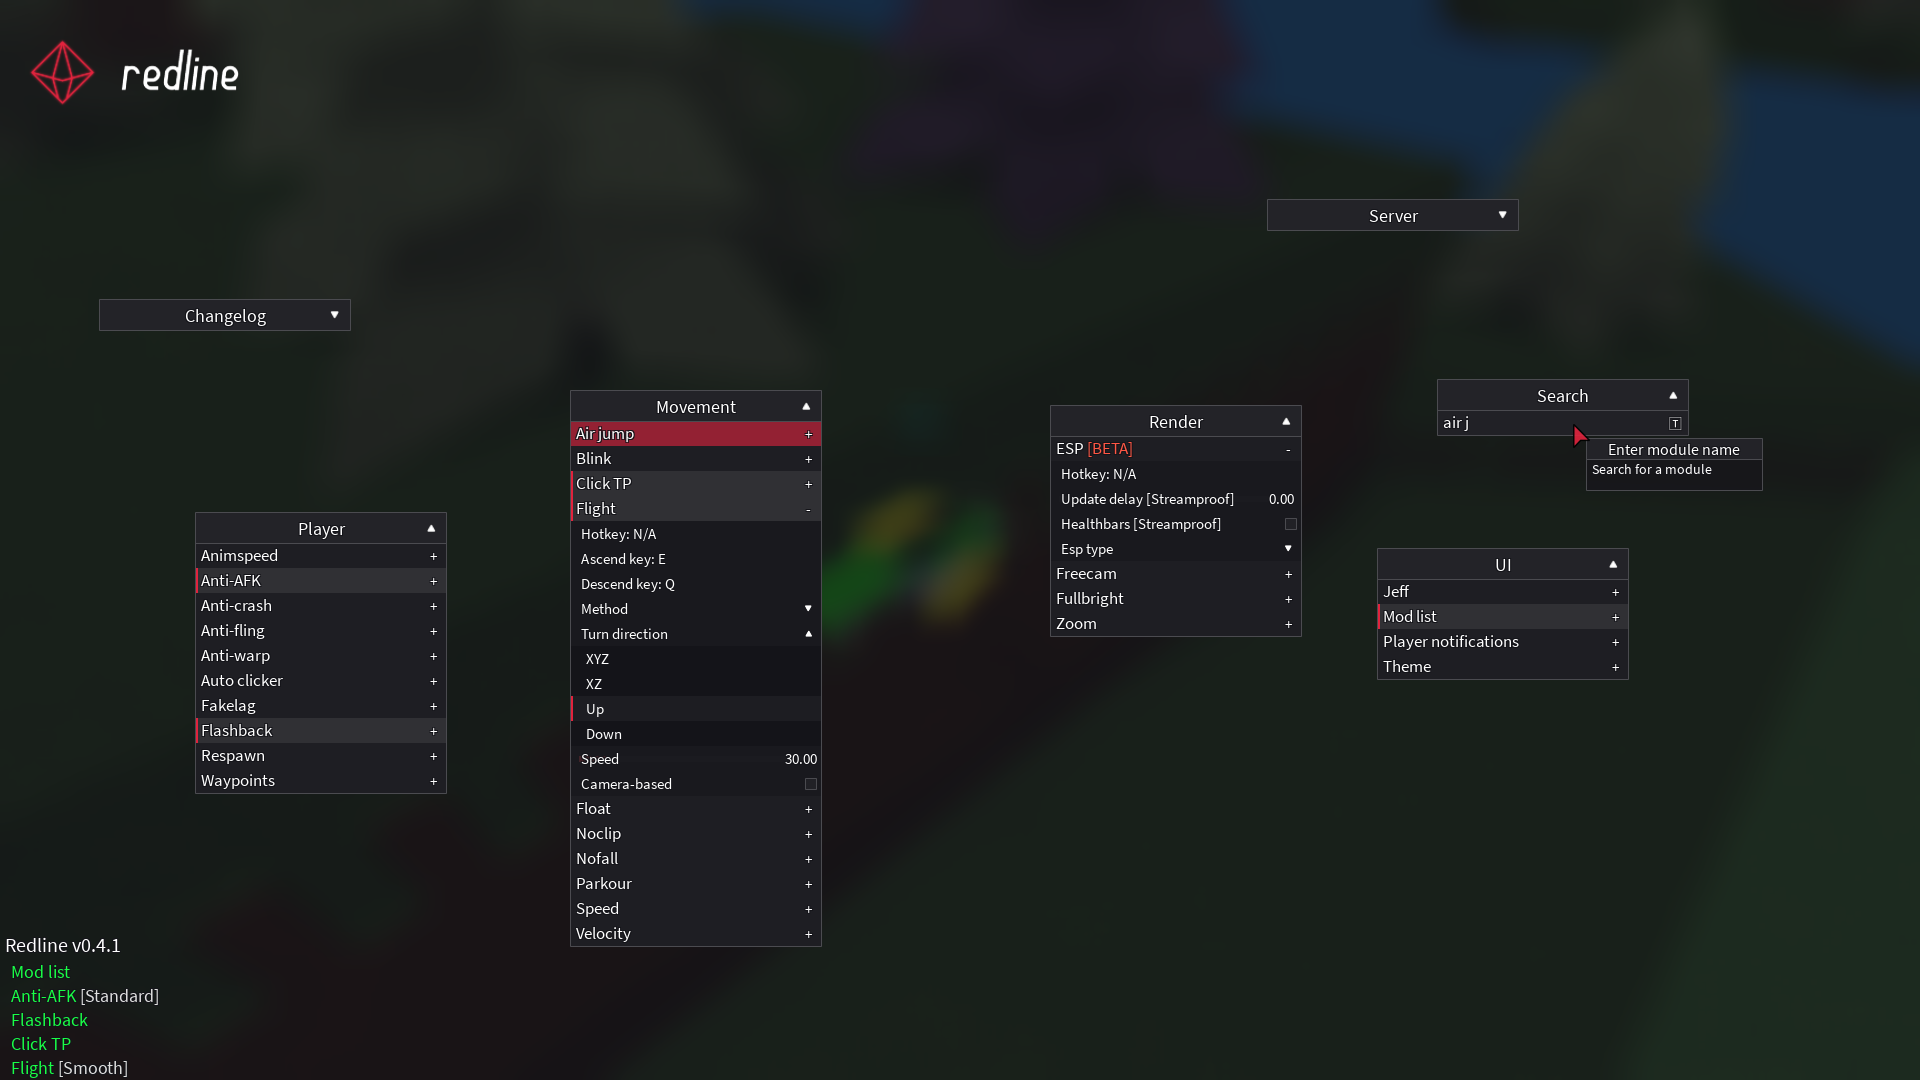 redline
Server
Changelog
Search
air j
T
Enter module name
Search for a module
Movement
Air jump +
Blink +
Click TP +
Flight -
Hotkey: N/A
Ascend key: E
Descend key: Q
Method
Turn direction
XYZ
XZ
Up
Down
Speed 30.00
Camera-based
Float +
Noclip +
Nofall +
Parkour +
Speed +
Velocity +
Render
ESP [BETA] -
Hotkey: N/A
Update delay [Streamproof] 0.00
Healthbars [Streamproof]
Esp type
Freecam +
Fullbright +
Zoom +
Player
Animspeed +
Anti-AFK +
Anti-crash +
Anti-fling +
Anti-warp +
Auto clicker +
Fakelag +
Flashback +
Respawn +
Waypoints +
UI
Jeff +
Mod list +
Player notifications +
Theme +
Redline v0.4.1
Mod list
Anti-AFK [Standard]
Flashback
Click TP
Flight [Smooth]